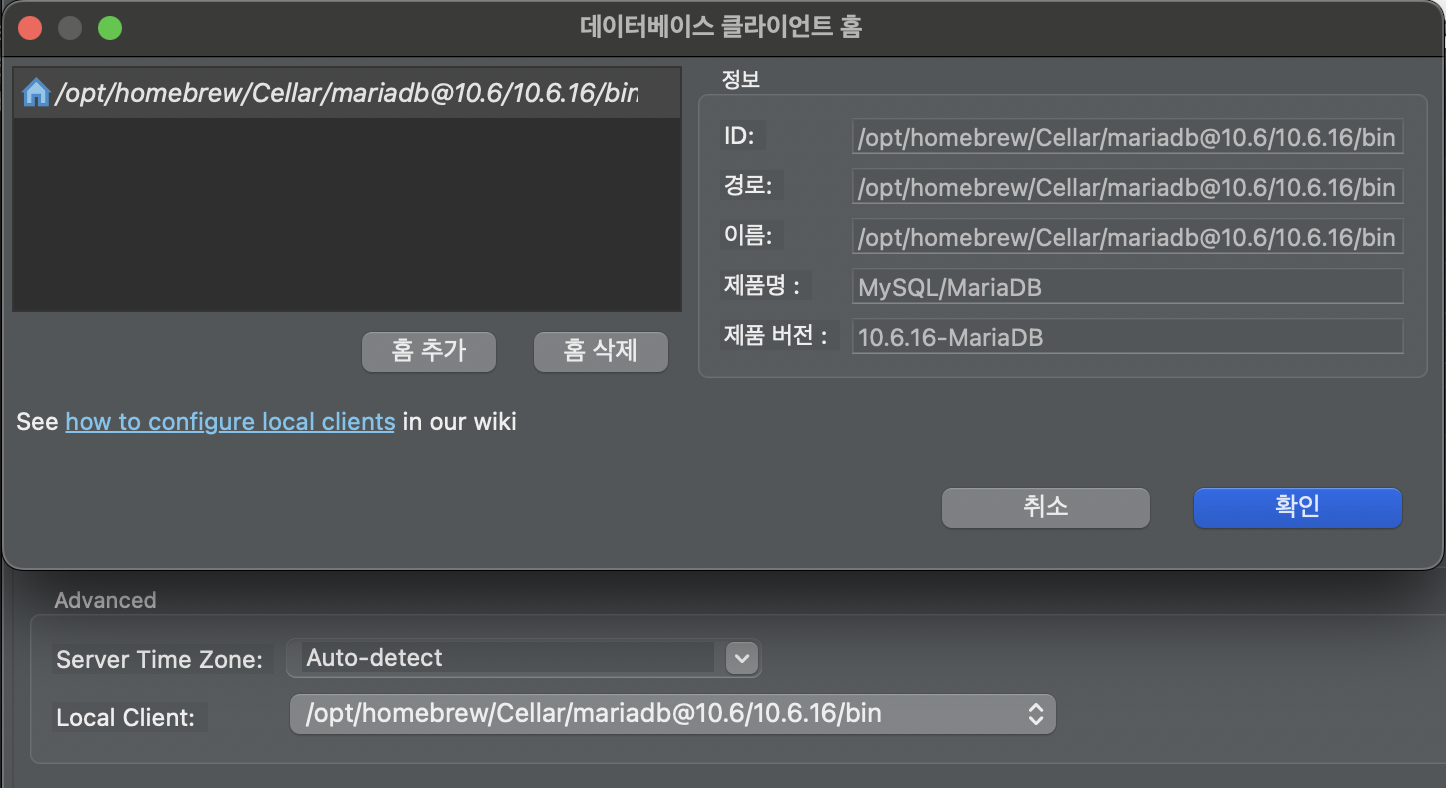 데이터베이스 클라이언트 홈
/opt/homebrew/Cellar/mariadb@10.6/10.6.16/bin
홈 추가
홈 삭제
See how to configure local clients in our wiki
정보
ID: /opt/homebrew/Cellar/mariadb@10.6/10.6.16/bin
경로: /opt/homebrew/Cellar/mariadb@10.6/10.6.16/bin
이름: /opt/homebrew/Cellar/mariadb@10.6/10.6.16/bin
제품명 : MySQL/MariaDB
제품 버전 : 10.6.16-MariaDB
취소
확인
Advanced
Server Time Zone: Auto-detect
Local Client: /opt/homebrew/Cellar/mariadb@10.6/10.6.16/bin